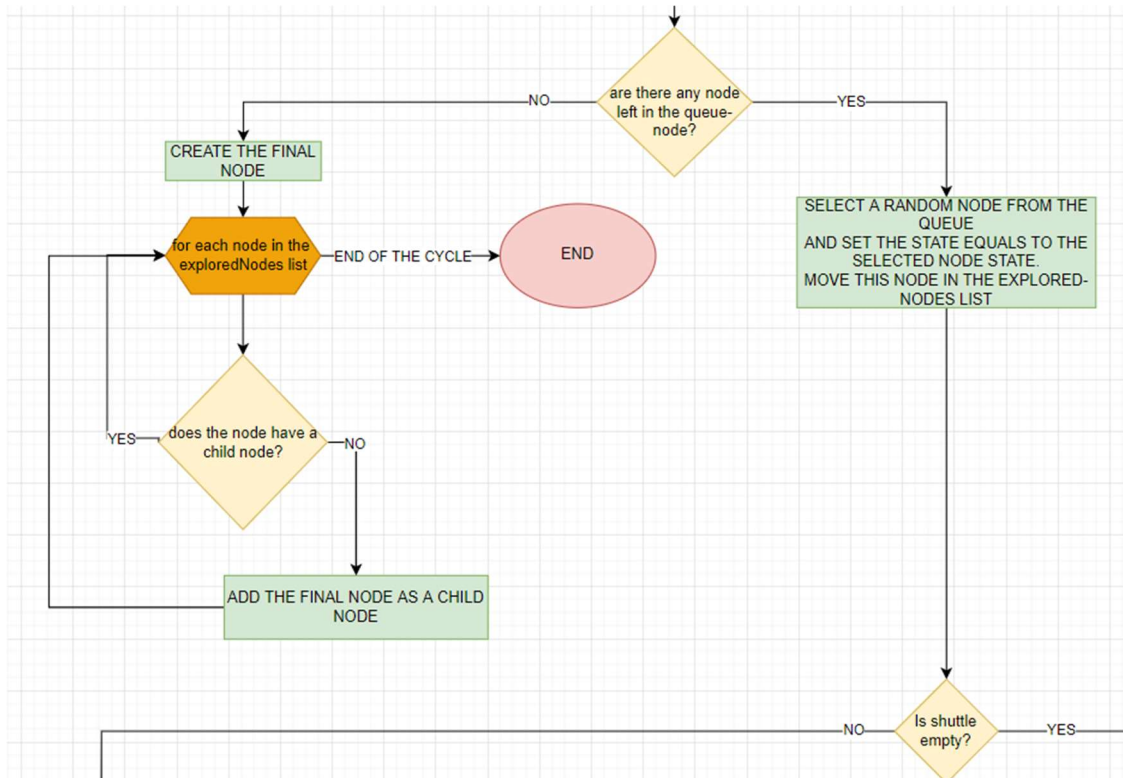 are there any node
left in the queue-
node?
NO
YES
CREATE THE FINAL
NODE
SELECT A RANDOM NODE FROM THE
QUEUE
AND SET THE STATE EQUALS TO THE
SELECTED NODE STATE.
MOVE THIS NODE IN THE EXPLORED-
NODES LIST
for each node in the
exploredNodes list
END OF THE CYCLE
END
does the node have a
child node?
YES
NO
ADD THE FINAL NODE AS A CHILD
NODE
Is shuttle
empty?
NO
YES